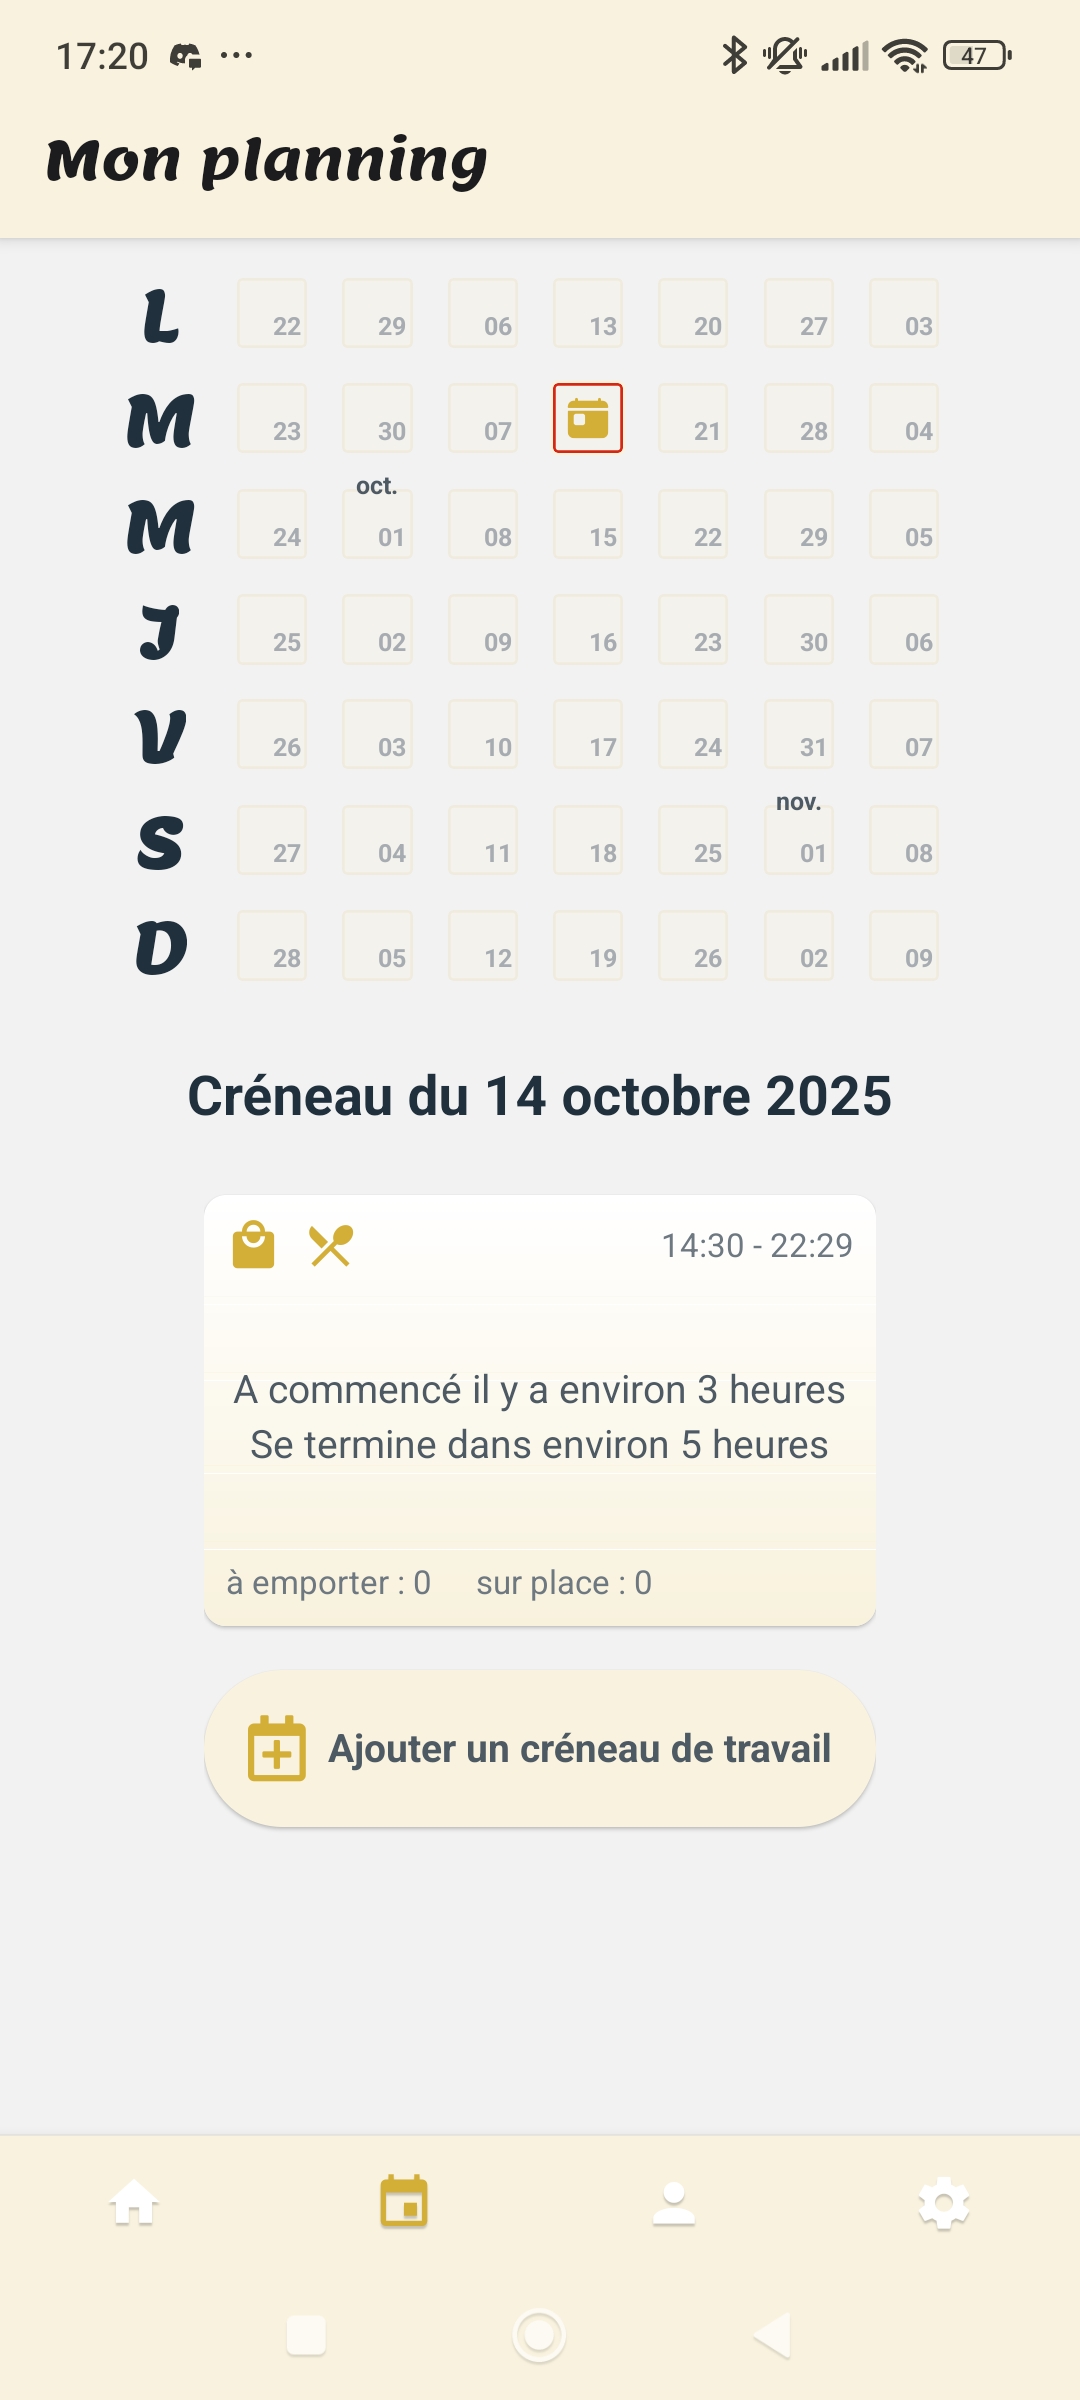 17:20
47
Mon planning
L 22 29 06 13 20 27 03
M 23 30 07 21 28 04
oct.
M 24 01 08 15 22 29 05
J 25 02 09 16 23 30 06
V 26 03 10 17 24 31 07
nov.
S 27 04 11 18 25 01 08
D 28 05 12 19 26 02 09
Créneau du 14 octobre 2025
14:30 - 22:29
A commencé il y a environ 3 heures
Se termine dans environ 5 heures
à emporter : 0 sur place : 0
Ajouter un créneau de travail